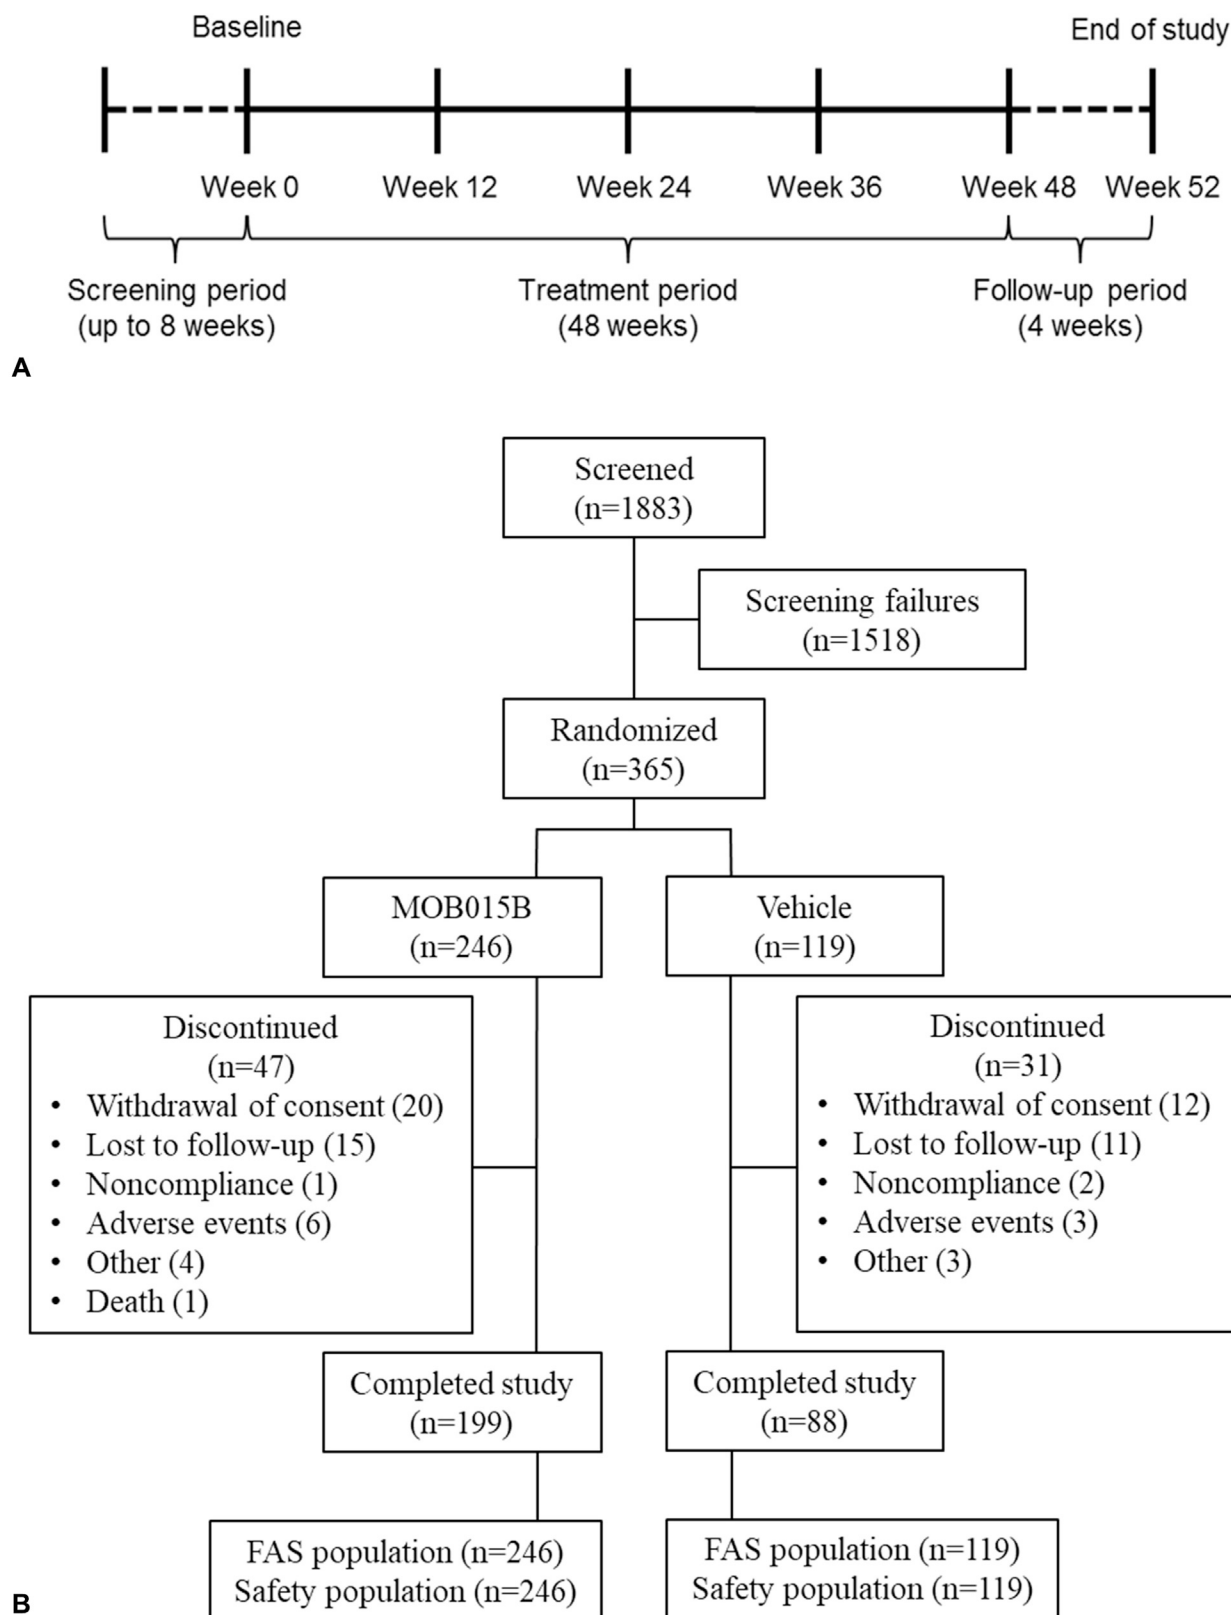 Baseline End of study
Week 0 Week 12 Week 24 Week 36 Week 48 Week 52
Screening period Treatment period Follow-up period
(up to 8 weeks) (48 weeks) (4 weeks)
A
Screened
(n=1883)
Screening failures
(n=1518)
Randomized
(n=365)
MOB015B
(n=246)
Vehicle
(n=119)
Discontinued
(n=47)
• Withdrawal of consent (20)
• Lost to follow-up (15)
• Noncompliance (1)
• Adverse events (6)
• Other (4)
• Death (1)
Discontinued
(n=31)
• Withdrawal of consent (12)
• Lost to follow-up (11)
• Noncompliance (2)
• Adverse events (3)
• Other (3)
Completed study
(n=199)
Completed study
(n=88)
FAS population (n=246)
Safety population (n=246)
FAS population (n=119)
Safety population (n=119)
B